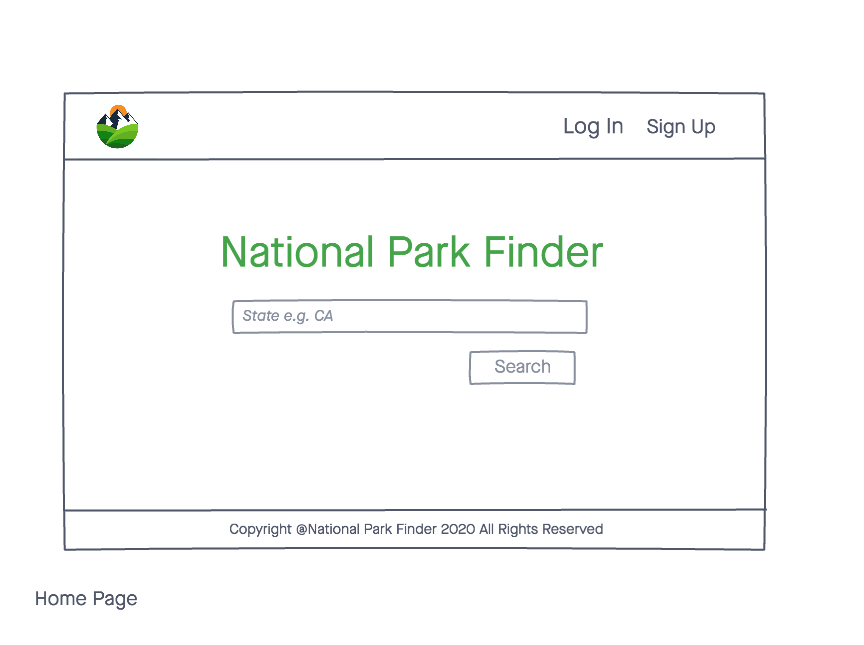 Log In Sign Up
National Park Finder
State e.g. CA
Search
Copyright @National Park Finder 2020 All Rights Reserved
Home Page